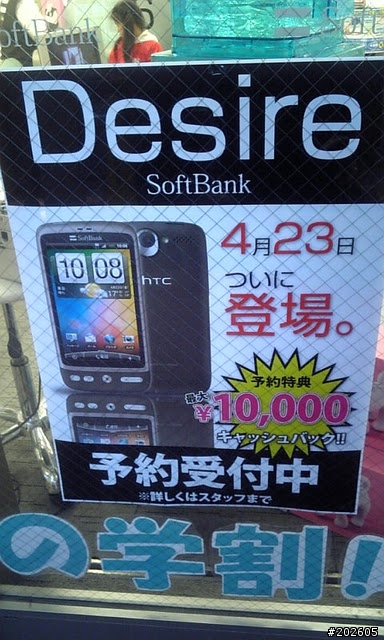 SoftBank
Soft
Desire
SoftBank
SoftBank
10 08
hTC
4月23日
ついに
登場。
予約特典
最大
¥10,000
キャッシュバック!!
予約受付中
※詳しくはスタッフまで
の学割!
#202605